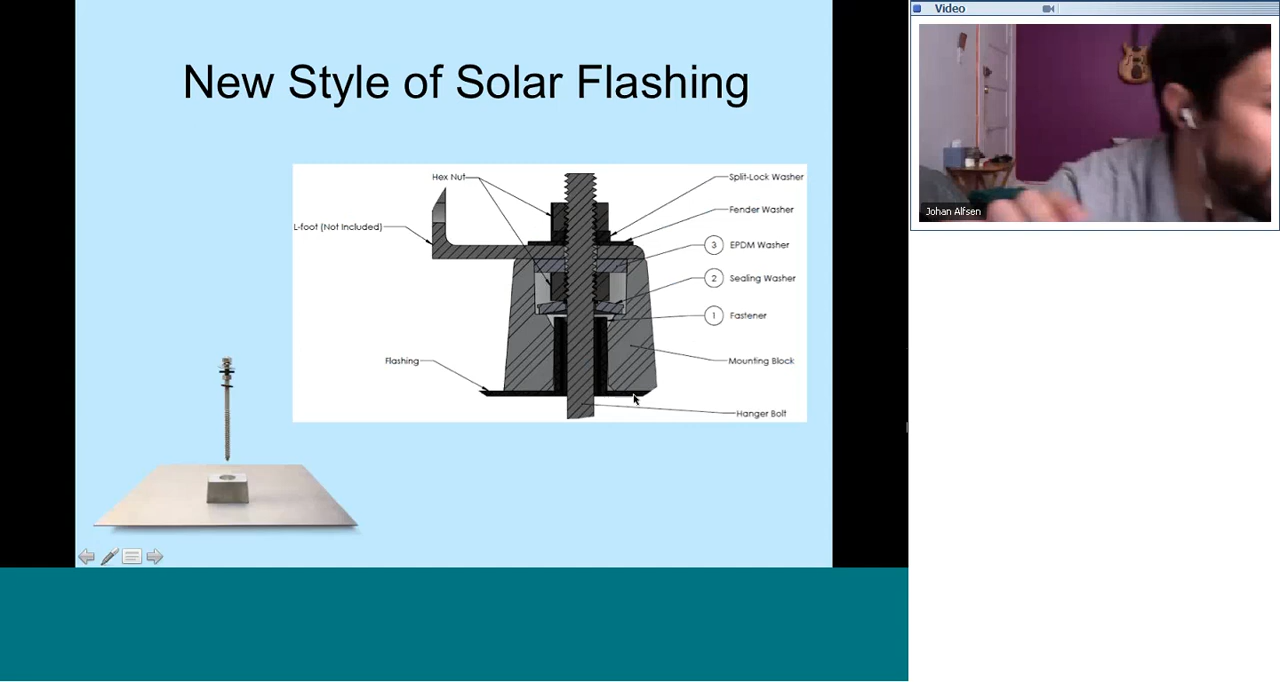 Video
New Style of Solar Flashing
Hex Nut
Split-Lock Washer
Fender Washer
L-foot (Not Included)
3 EPDM Washer
2 Sealing Washer
1 Fastener
Flashing
Mounting Block
Hanger Bolt
Johan Alfsen